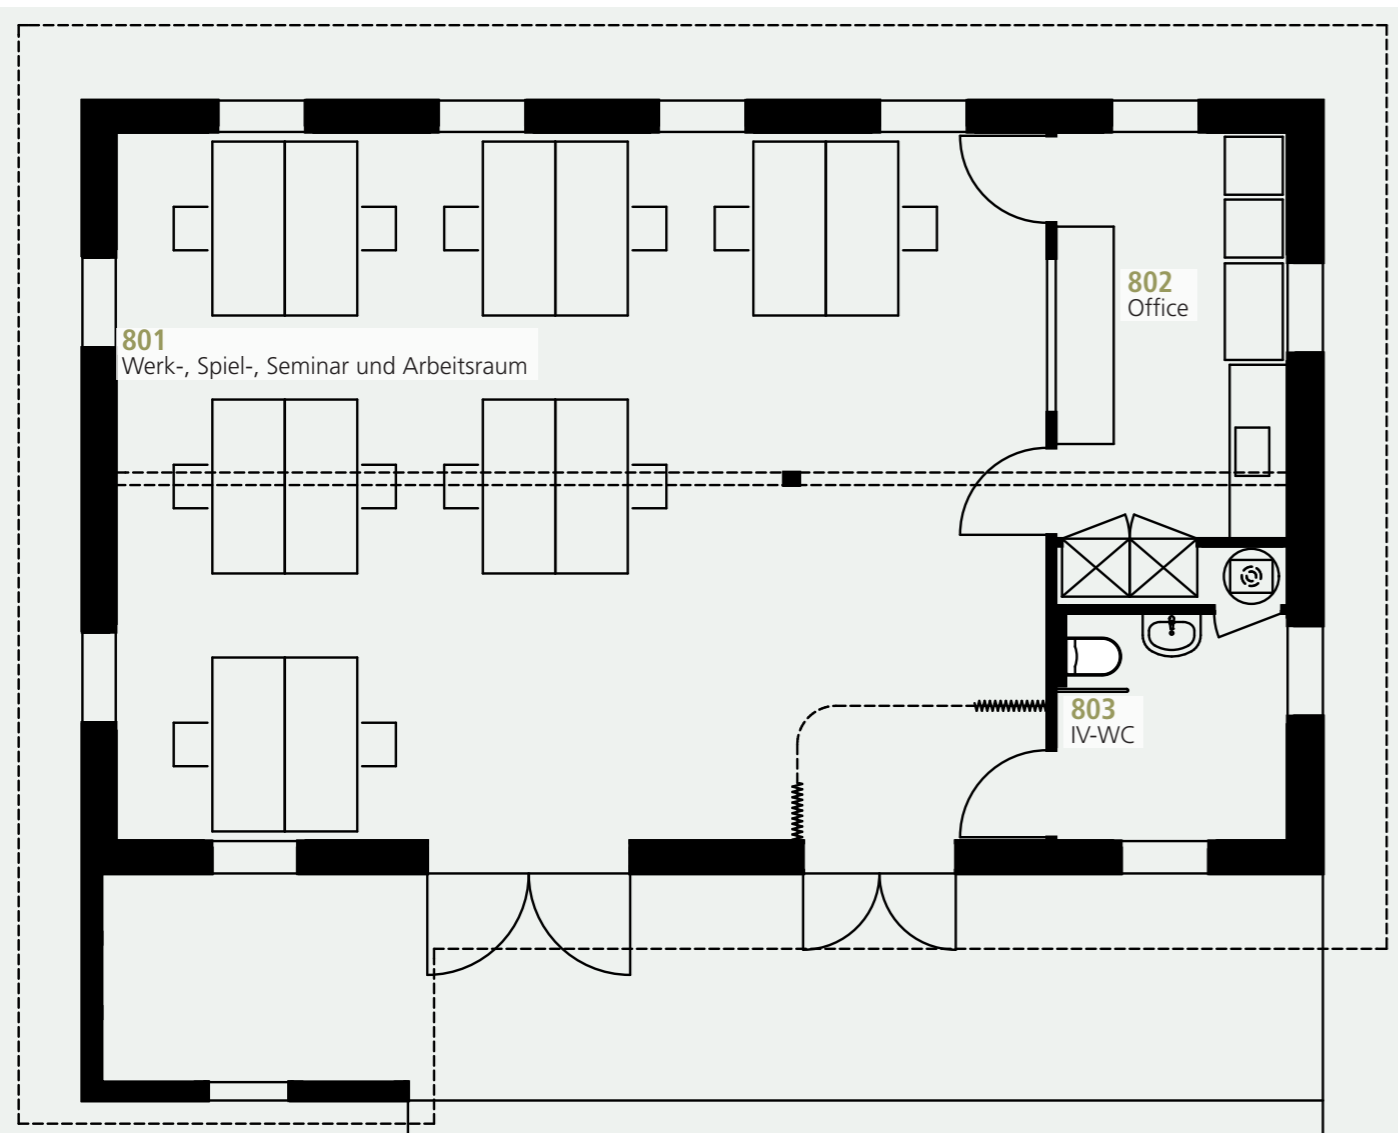 802
Office
801
Werk-, Spiel-, Seminar und Arbeitsraum
803
IV-WC